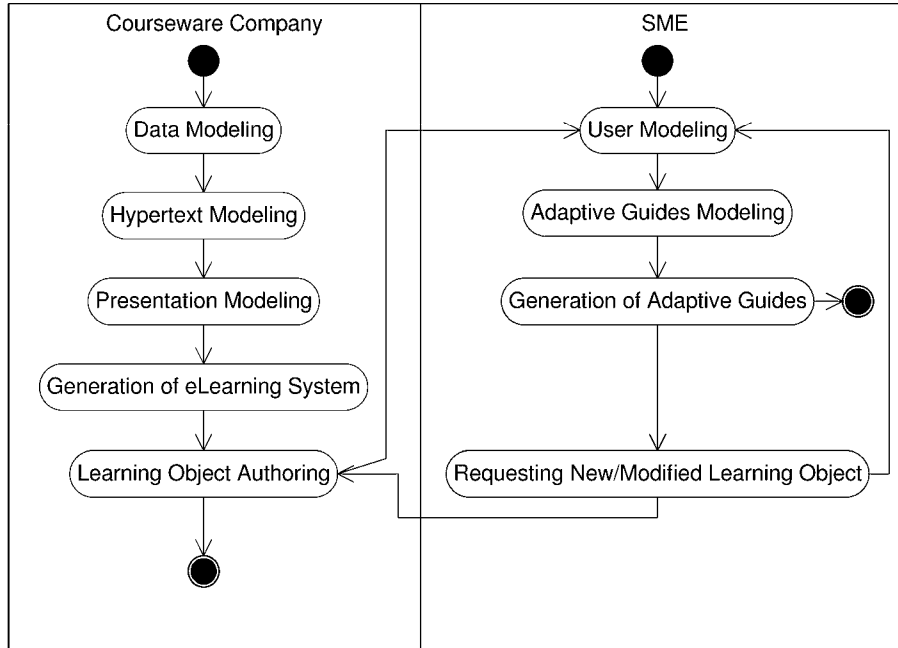 Courseware Company
SME
Data Modeling
User Modeling
Hypertext Modeling
Adaptive Guides Modeling
Presentation Modeling
Generation of Adaptive Guides
Generation of eLearning System
Learning Object Authoring
Requesting New/Modified Learning Object